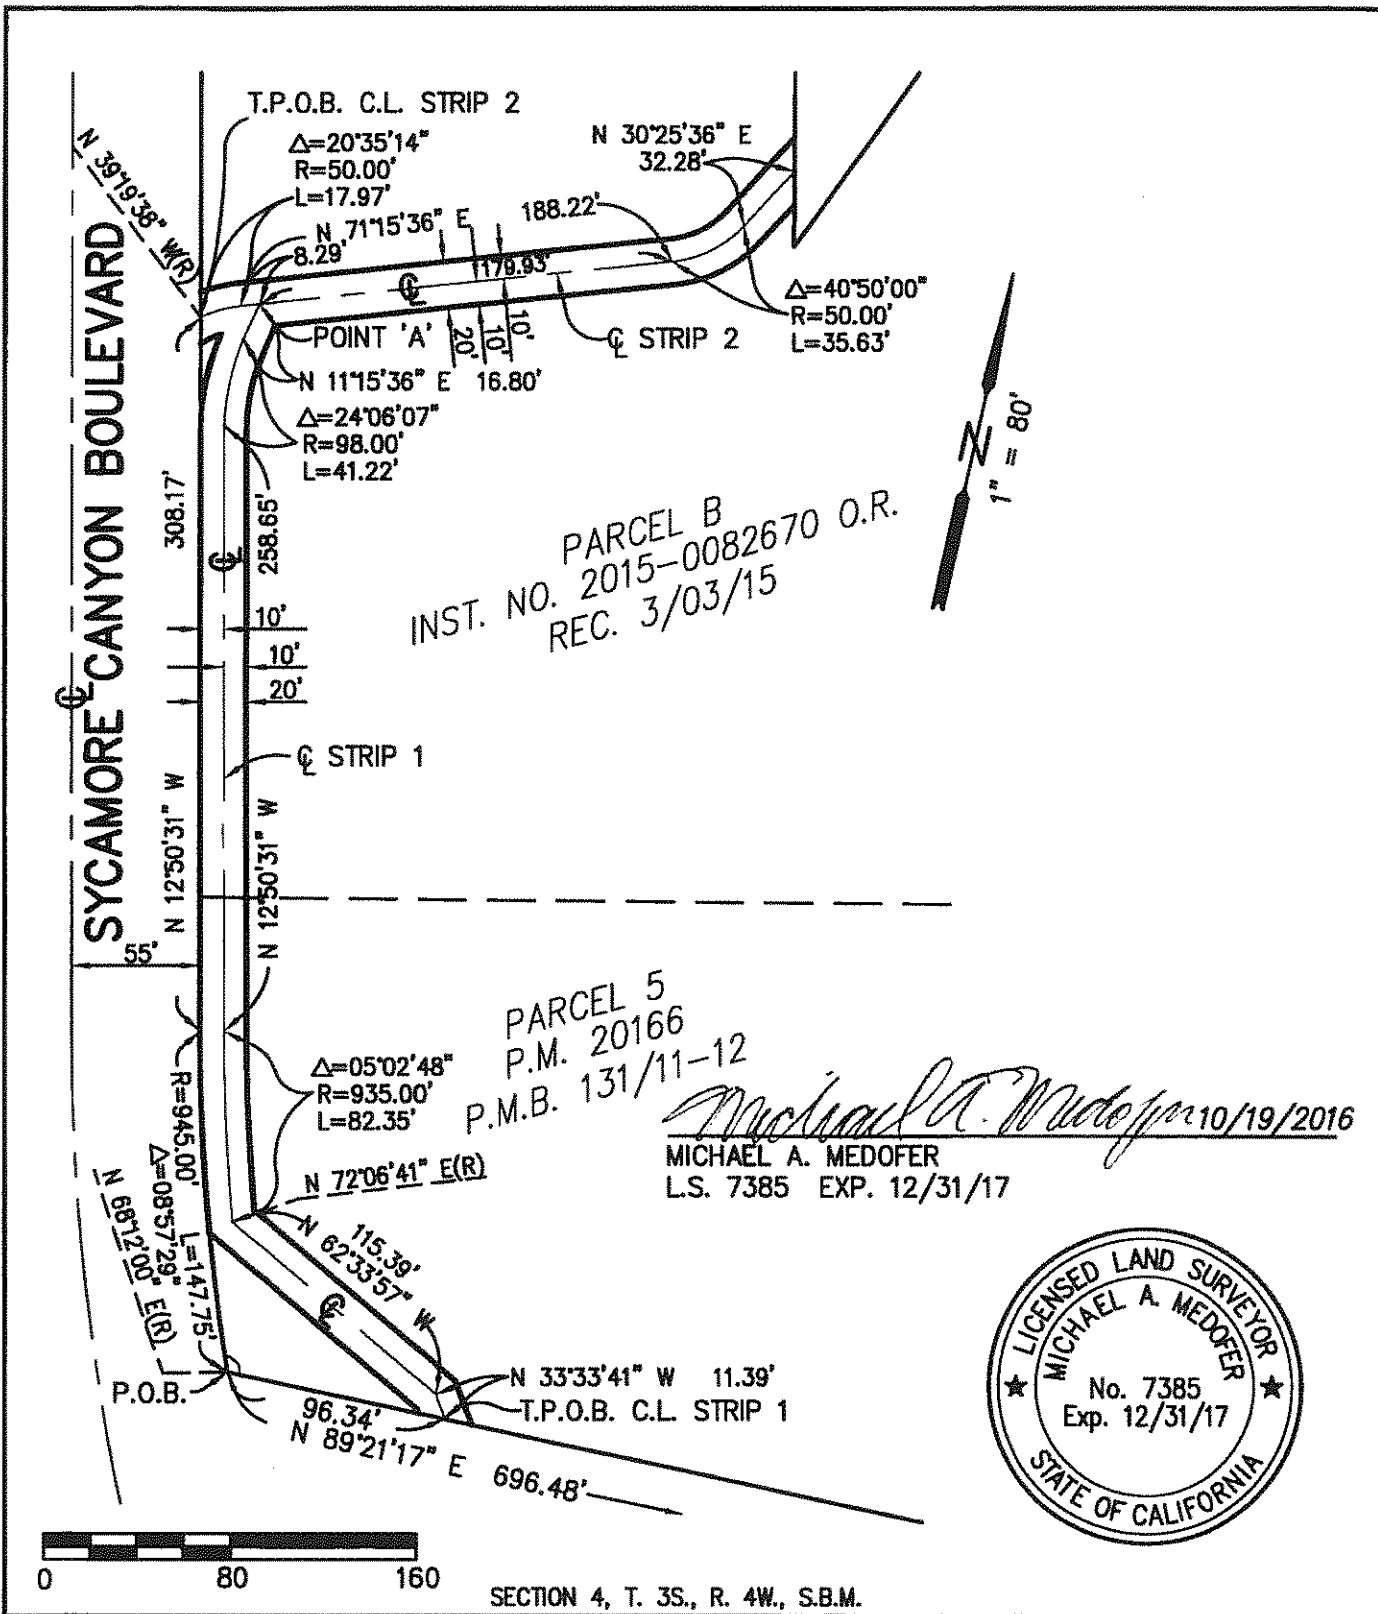 T.P.O.B. C.L. STRIP 2
Δ=20°35'14"
R=50.00'
L=17.97'
N 30°25'36" E
32.28'
N 39°19'38" W(R)
N 71°15'36" E
188.22'
8.29'
179.93'
℄
Δ=40°50'00"
R=50.00'
L=35.63'
POINT 'A'
20'
10'
10'
℄ STRIP 2
N 11°15'36" E 16.80'
Δ=24°06'07"
R=98.00'
L=41.22'
N
1" = 80'
SYCAMORE CANYON BOULEVARD
℄
308.17'
258.65'
℄
PARCEL B
INST. NO. 2015-0082670 O.R.
REC. 3/03/15
10'
10'
20'
℄ STRIP 1
N 12°50'31" W
N 12°50'31" W
55'
PARCEL 5
P.M. 20166
P.M.B. 131/11-12
Δ=05°02'48"
R=935.00'
L=82.35'
R=945.00'
Δ=08°57'29"
L=147.75'
N 68°12'00" E(R)
N 72°06'41" E(R)
Michael A. Medofer 10/19/2016
MICHAEL A. MEDOFER
L.S. 7385 EXP. 12/31/17
115.39'
N 62°33'57" W
℄
N 33°33'41" W 11.39'
P.O.B.
T.P.O.B. C.L. STRIP 1
96.34'
N 89°21'17" E 696.48'
LICENSED LAND SURVEYOR
MICHAEL A. MEDOFER
No. 7385
Exp. 12/31/17
STATE OF CALIFORNIA
0 80 160
SECTION 4, T. 3S., R. 4W., S.B.M.